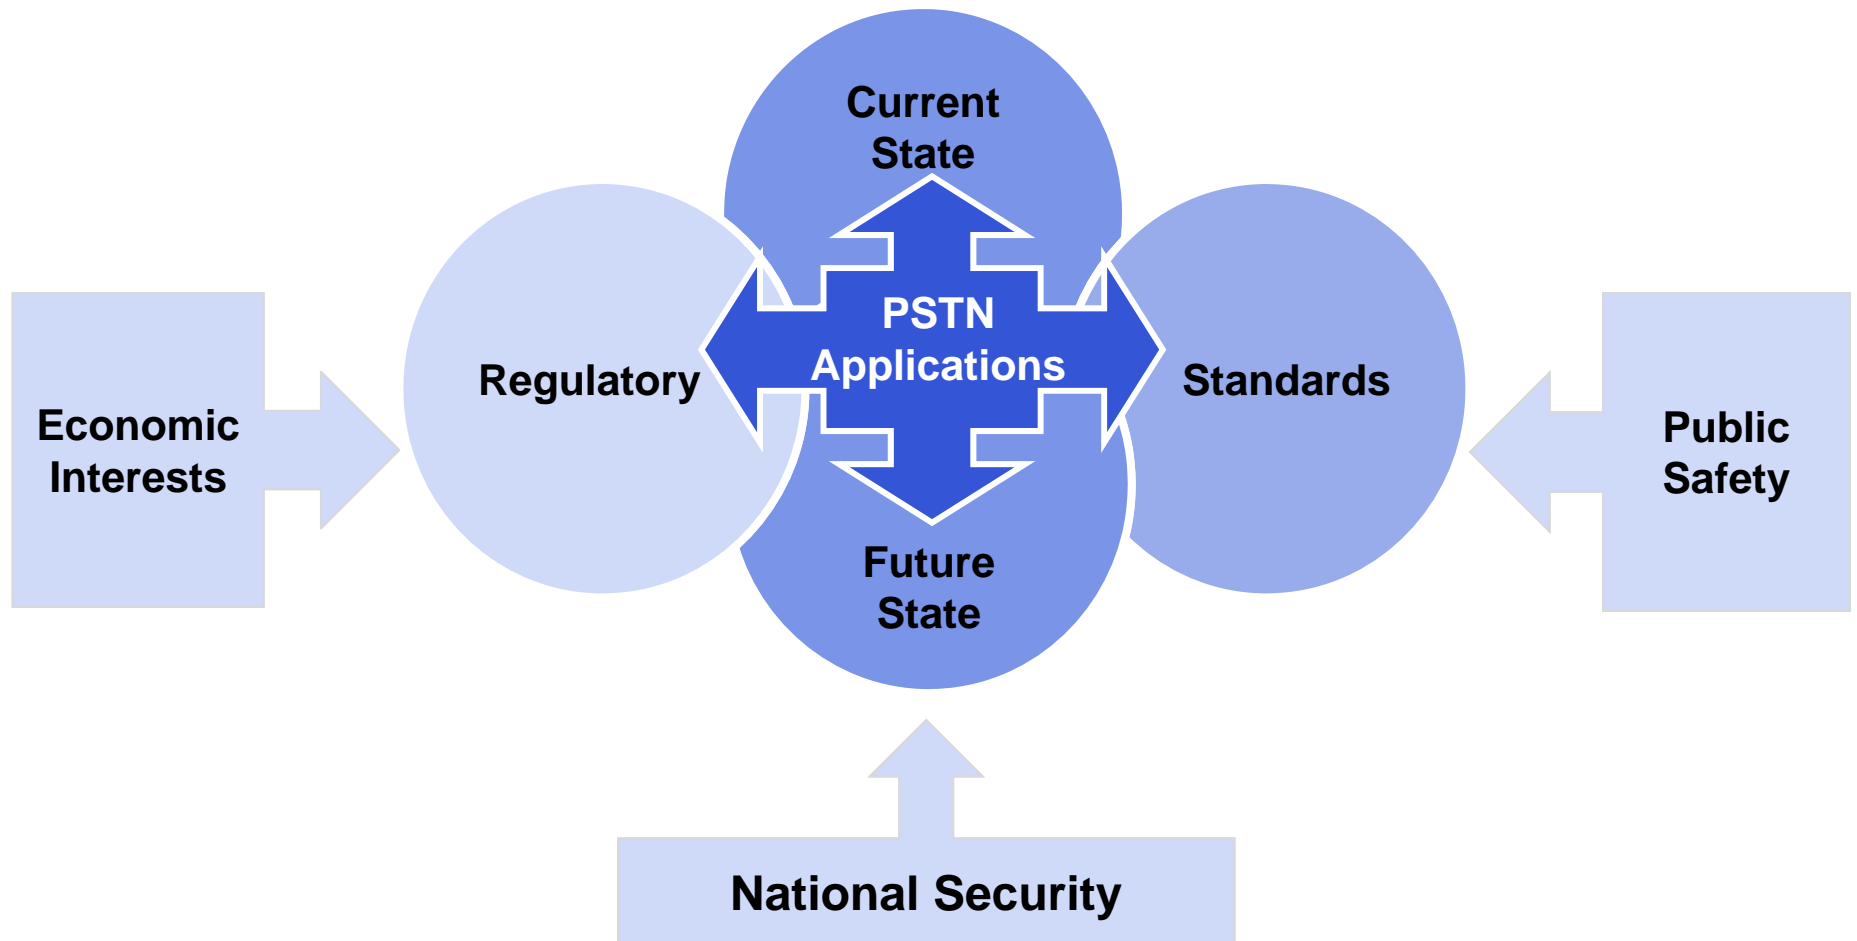 Current
State
PSTN
Applications
Regulatory
Standards
Economic
Interests
Public
Safety
Future
State
National Security